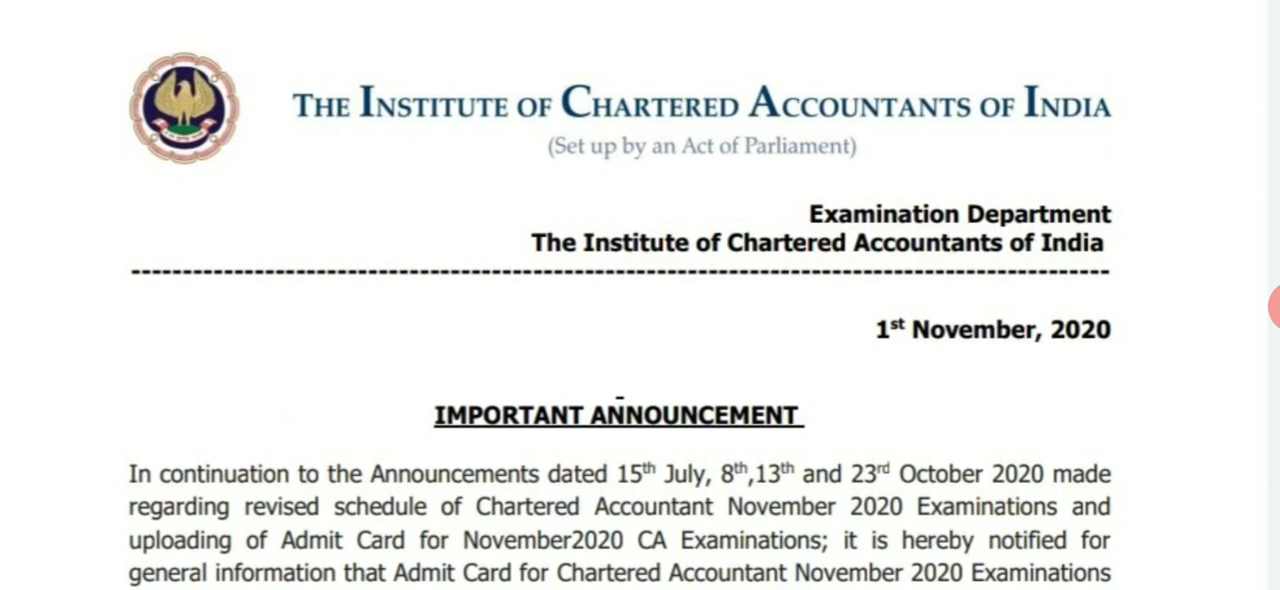 THE INSTITUTE OF CHARTERED ACCOUNTANTS OF INDIA
(Set up by an Act of Parliament)
Examination Department
The Institute of Chartered Accountants of India
--------------------------------------------------------------------------------------------
1st November, 2020
IMPORTANT ANNOUNCEMENT
In continuation to the Announcements dated 15th July, 8th,13th and 23rd October 2020 made
regarding revised schedule of Chartered Accountant November 2020 Examinations and
uploading of Admit Card for November2020 CA Examinations; it is hereby notified for
general information that Admit Card for Chartered Accountant November 2020 Examinations